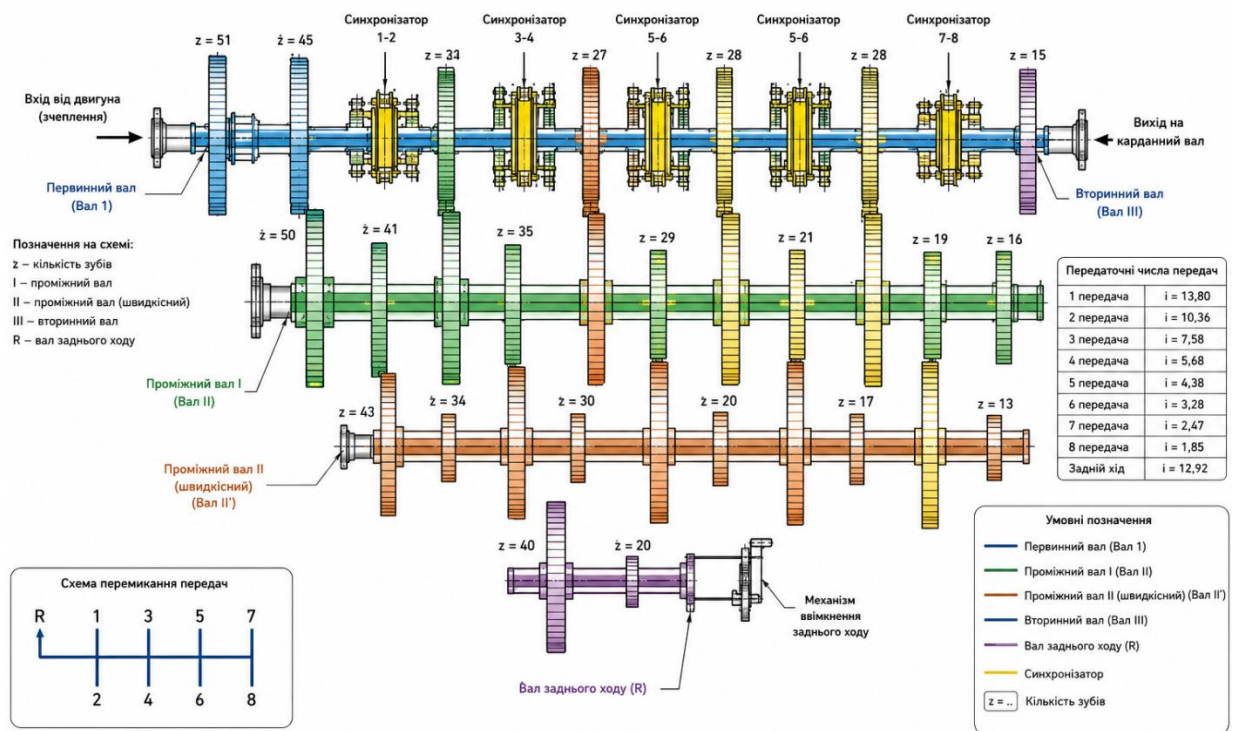 Синхронізатор
1-2
Синхронізатор
3-4
Синхронізатор
5-6
Синхронізатор
5-6
Синхронізатор
7-8
z = 51
ż = 45
z = 33
z = 27
z = 28
z = 28
z = 15
Вхід від двигуна
(зчеплення)
Вихід на
карданний вал
Первинний вал
(Вал 1)
Вторинний вал
(Вал III)
Позначення на схемі:
z – кількість зубів
I – проміжний вал
II – проміжний вал (швидкісний)
III – вторинний вал
R – вал заднього ходу
ż = 50
ż = 41
z = 35
z = 29
z = 21
z = 19
z = 16
Проміжний вал I
(Вал II)
Передаточні числа передач
1 передача i = 13,80
2 передача i = 10,36
3 передача i = 7,58
4 передача i = 5,68
5 передача i = 4,38
6 передача i = 3,28
7 передача i = 2,47
8 передача i = 1,85
Задній хід i = 12,92
z = 43
ż = 34
ż = 30
ż = 20
z = 17
z = 13
Проміжний вал II
(швидкісний)
(Вал II')
ż = 40
ż = 20
Механізм
ввімкнення
заднього ходу
Вал заднього ходу (R)
Схема перемикання передач
R 1 3 5 7
2 4 6 8
Умовні позначення
Первинний вал (Вал 1)
Проміжний вал I (Вал II)
Проміжний вал II (швидкісний) (Вал II')
Вторинний вал (Вал III)
Вал заднього ходу (R)
Синхронізатор
z = .. Кількість зубів